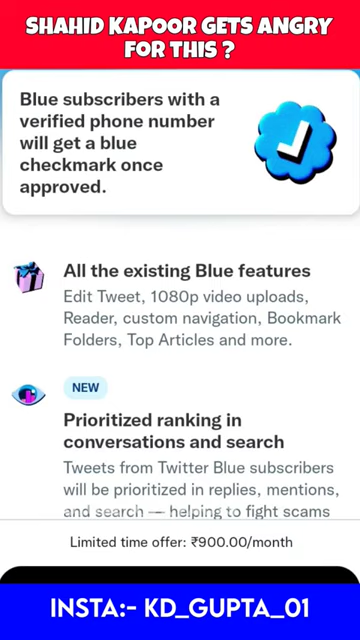 SHAHID KAPOOR GETS ANGRY
FOR THIS ?
Blue subscribers with a
verified phone number
will get a blue
checkmark once
approved.
All the existing Blue features
Edit Tweet, 1080p video uploads,
Reader, custom navigation, Bookmark
Folders, Top Articles and more.
NEW
Prioritized ranking in
conversations and search
Tweets from Twitter Blue subscribers
will be prioritized in replies, mentions,
and search — helping to fight scams
Limited time offer: ₹900.00/month
INSTA:- KD_GUPTA_01